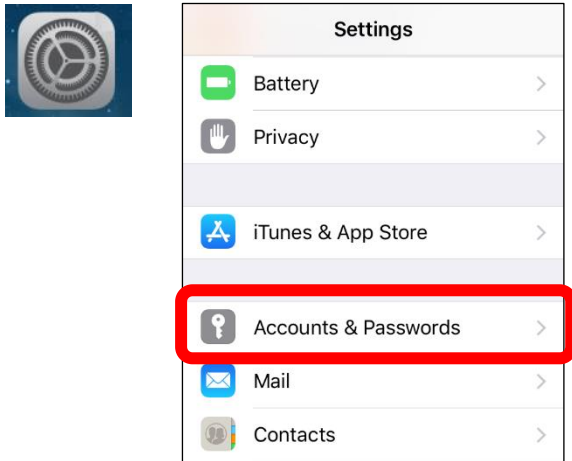 Settings
Battery
Privacy
iTunes & App Store
Accounts & Passwords
Mail
Contacts